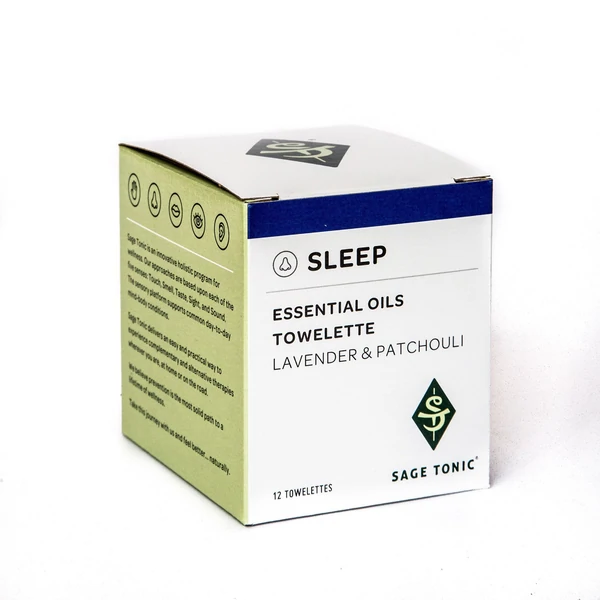 SLEEP
ESSENTIAL OILS
TOWELETTE
LAVENDER & PATCHOULI
SAGE TONIC®
12 TOWELETTES
Sage Tonic is an innovative holistic program for
wellness. Our approaches are based upon each of the
five senses: Touch, Smell, Taste, Sight, and Sound.
The sensory platform supports common day-to-day
mind-body conditions.
Sage Tonic delivers an easy and practical way to
experience complementary and alternative therapies
wherever you are, at home or on the road.
We believe prevention is the most solid path to a
lifetime of wellness.
Take this journey with us and feel better... naturally.